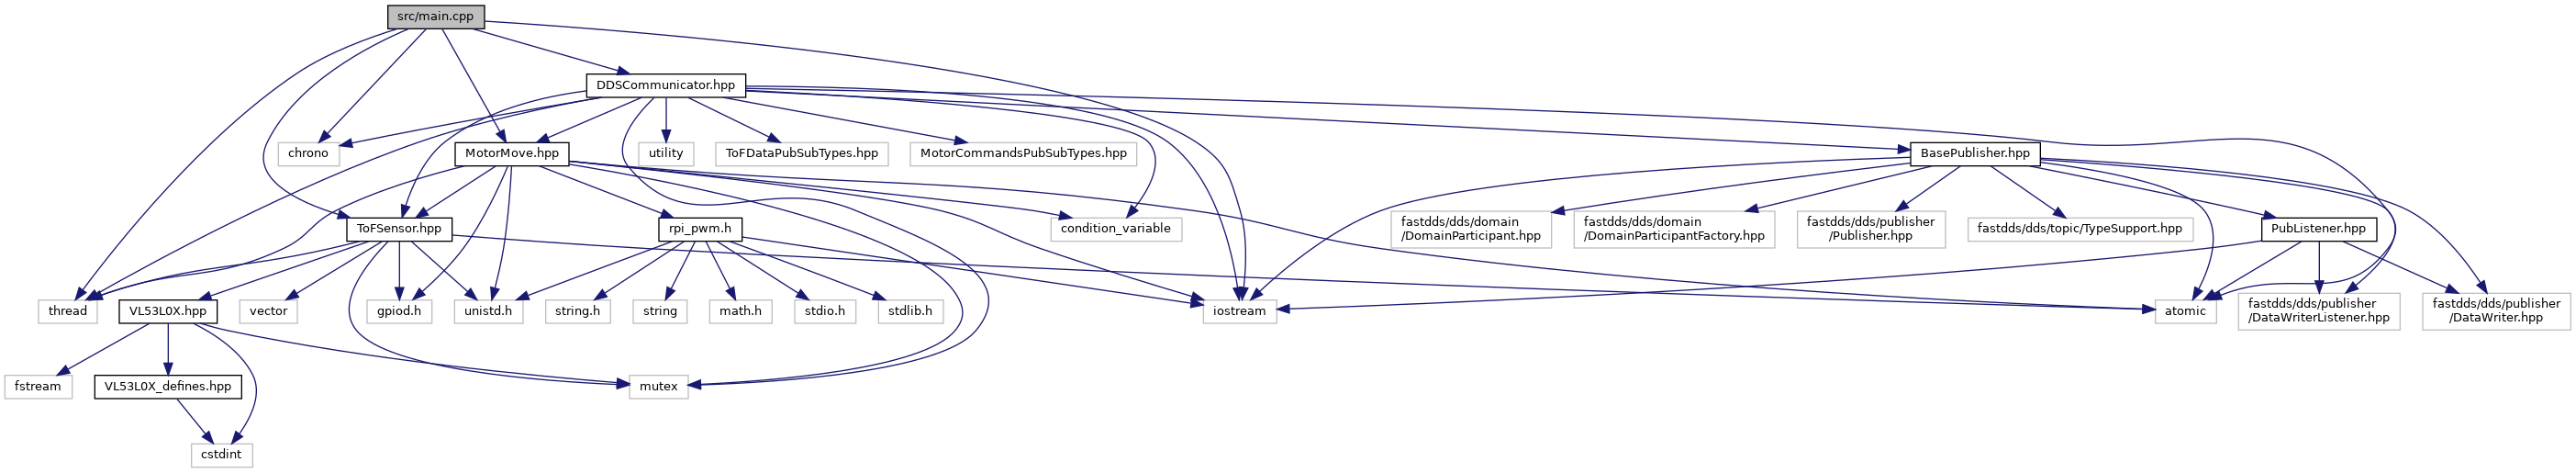 src/main.cpp
DDSCommunicator.hpp
chrono
MotorMove.hpp
utility
ToFDataPubSubTypes.hpp
MotorCommandsPubSubTypes.hpp
BasePublisher.hpp
ToFSensor.hpp
rpi_pwm.h
condition_variable
fastdds/dds/domain
/DomainParticipant.hpp
fastdds/dds/domain
/DomainParticipantFactory.hpp
fastdds/dds/publisher
/Publisher.hpp
fastdds/dds/topic/TypeSupport.hpp
PubListener.hpp
thread
VL53L0X.hpp
vector
gpiod.h
unistd.h
string.h
string
math.h
stdio.h
stdlib.h
iostream
atomic
fastdds/dds/publisher
/DataWriterListener.hpp
fastdds/dds/publisher
/DataWriter.hpp
fstream
VL53L0X_defines.hpp
mutex
cstdint